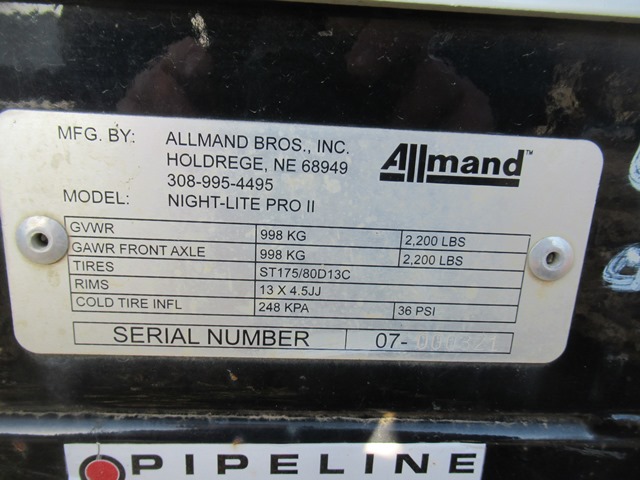 MFG. BY: ALLMAND BROS., INC.
HOLDREGE, NE 68949
308-995-4495
Allmand™
MODEL: NIGHT-LITE PRO II
GVWR 998 KG 2,200 LBS
GAWR FRONT AXLE 998 KG 2,200 LBS
TIRES ST175/80D13C
RIMS 13 X 4.5JJ
COLD TIRE INFL 248 KPA 36 PSI
SERIAL NUMBER 07-
PIPELINE